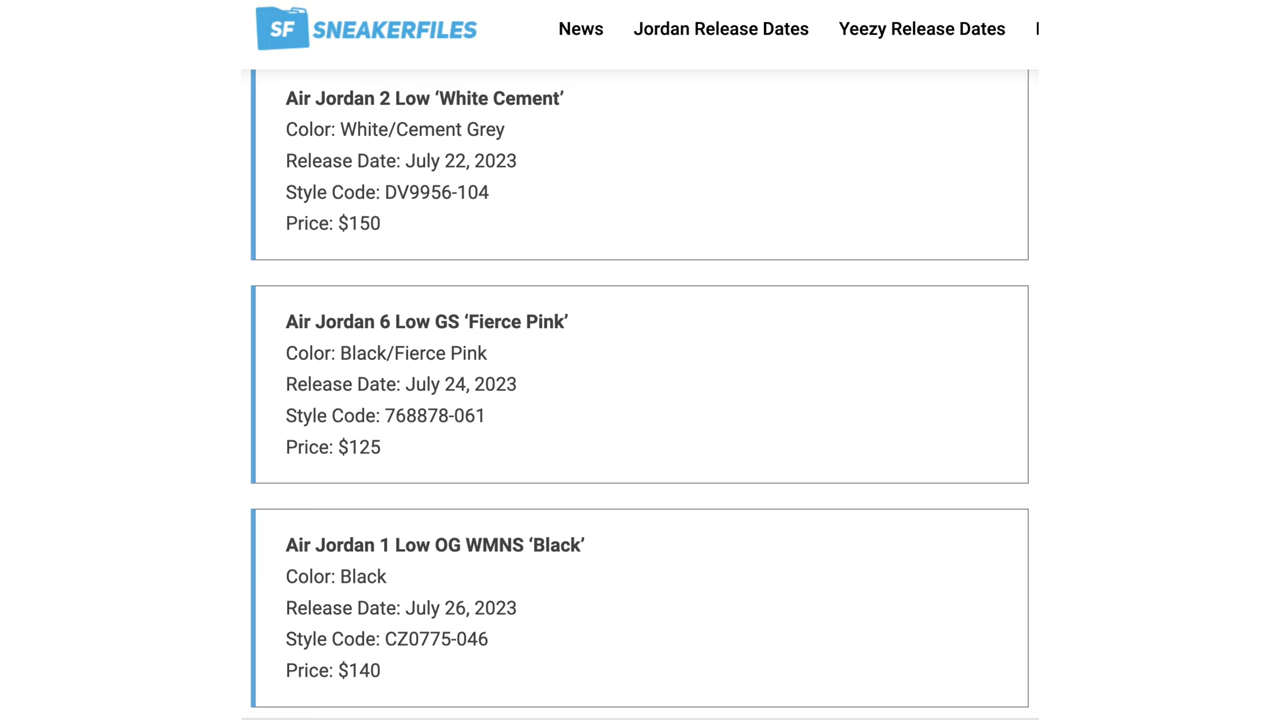 SF SNEAKERFILES News Jordan Release Dates Yeezy Release Dates
Air Jordan 2 Low ‘White Cement’
Color: White/Cement Grey
Release Date: July 22, 2023
Style Code: DV9956-104
Price: $150
Air Jordan 6 Low GS ‘Fierce Pink’
Color: Black/Fierce Pink
Release Date: July 24, 2023
Style Code: 768878-061
Price: $125
Air Jordan 1 Low OG WMNS ‘Black’
Color: Black
Release Date: July 26, 2023
Style Code: CZ0775-046
Price: $140